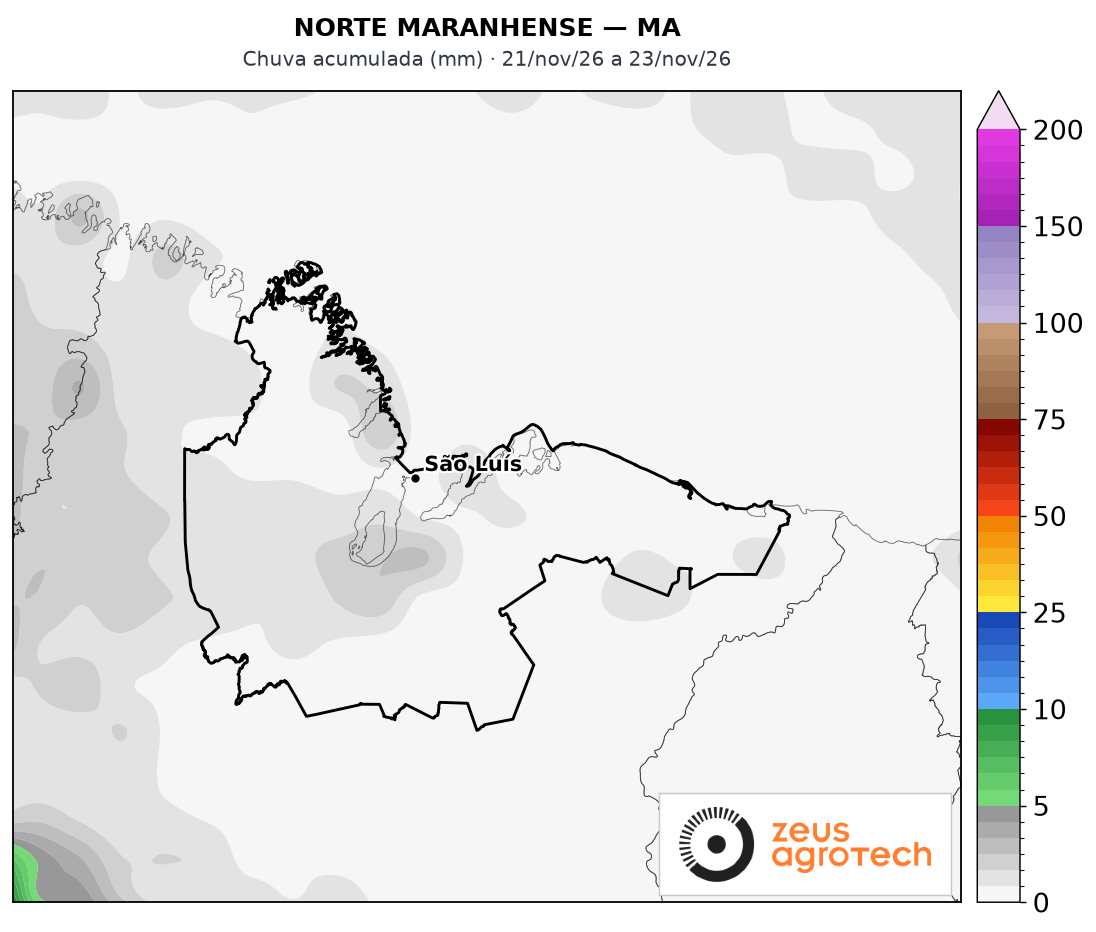 NORTE MARANHENSE — MA
Chuva acumulada (mm) · 21/nov/26 a 23/nov/26
São Luís
200
150
100
75
50
25
10
5
0
zeus
agrotech